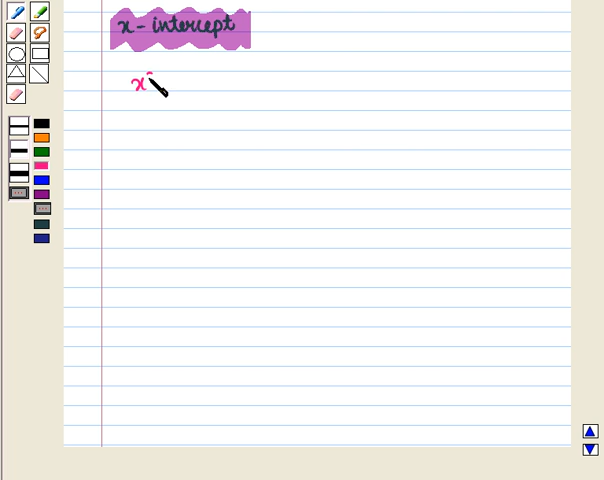 x - intercept
x